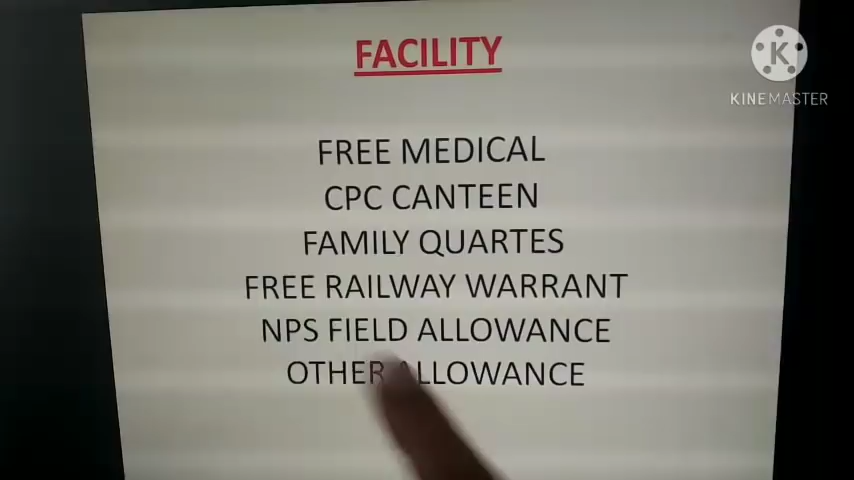 FACILITY
K
KINEMASTER
FREE MEDICAL
CPC CANTEEN
FAMILY QUARTES
FREE RAILWAY WARRANT
NPS FIELD ALLOWANCE
OTHER ALLOWANCE